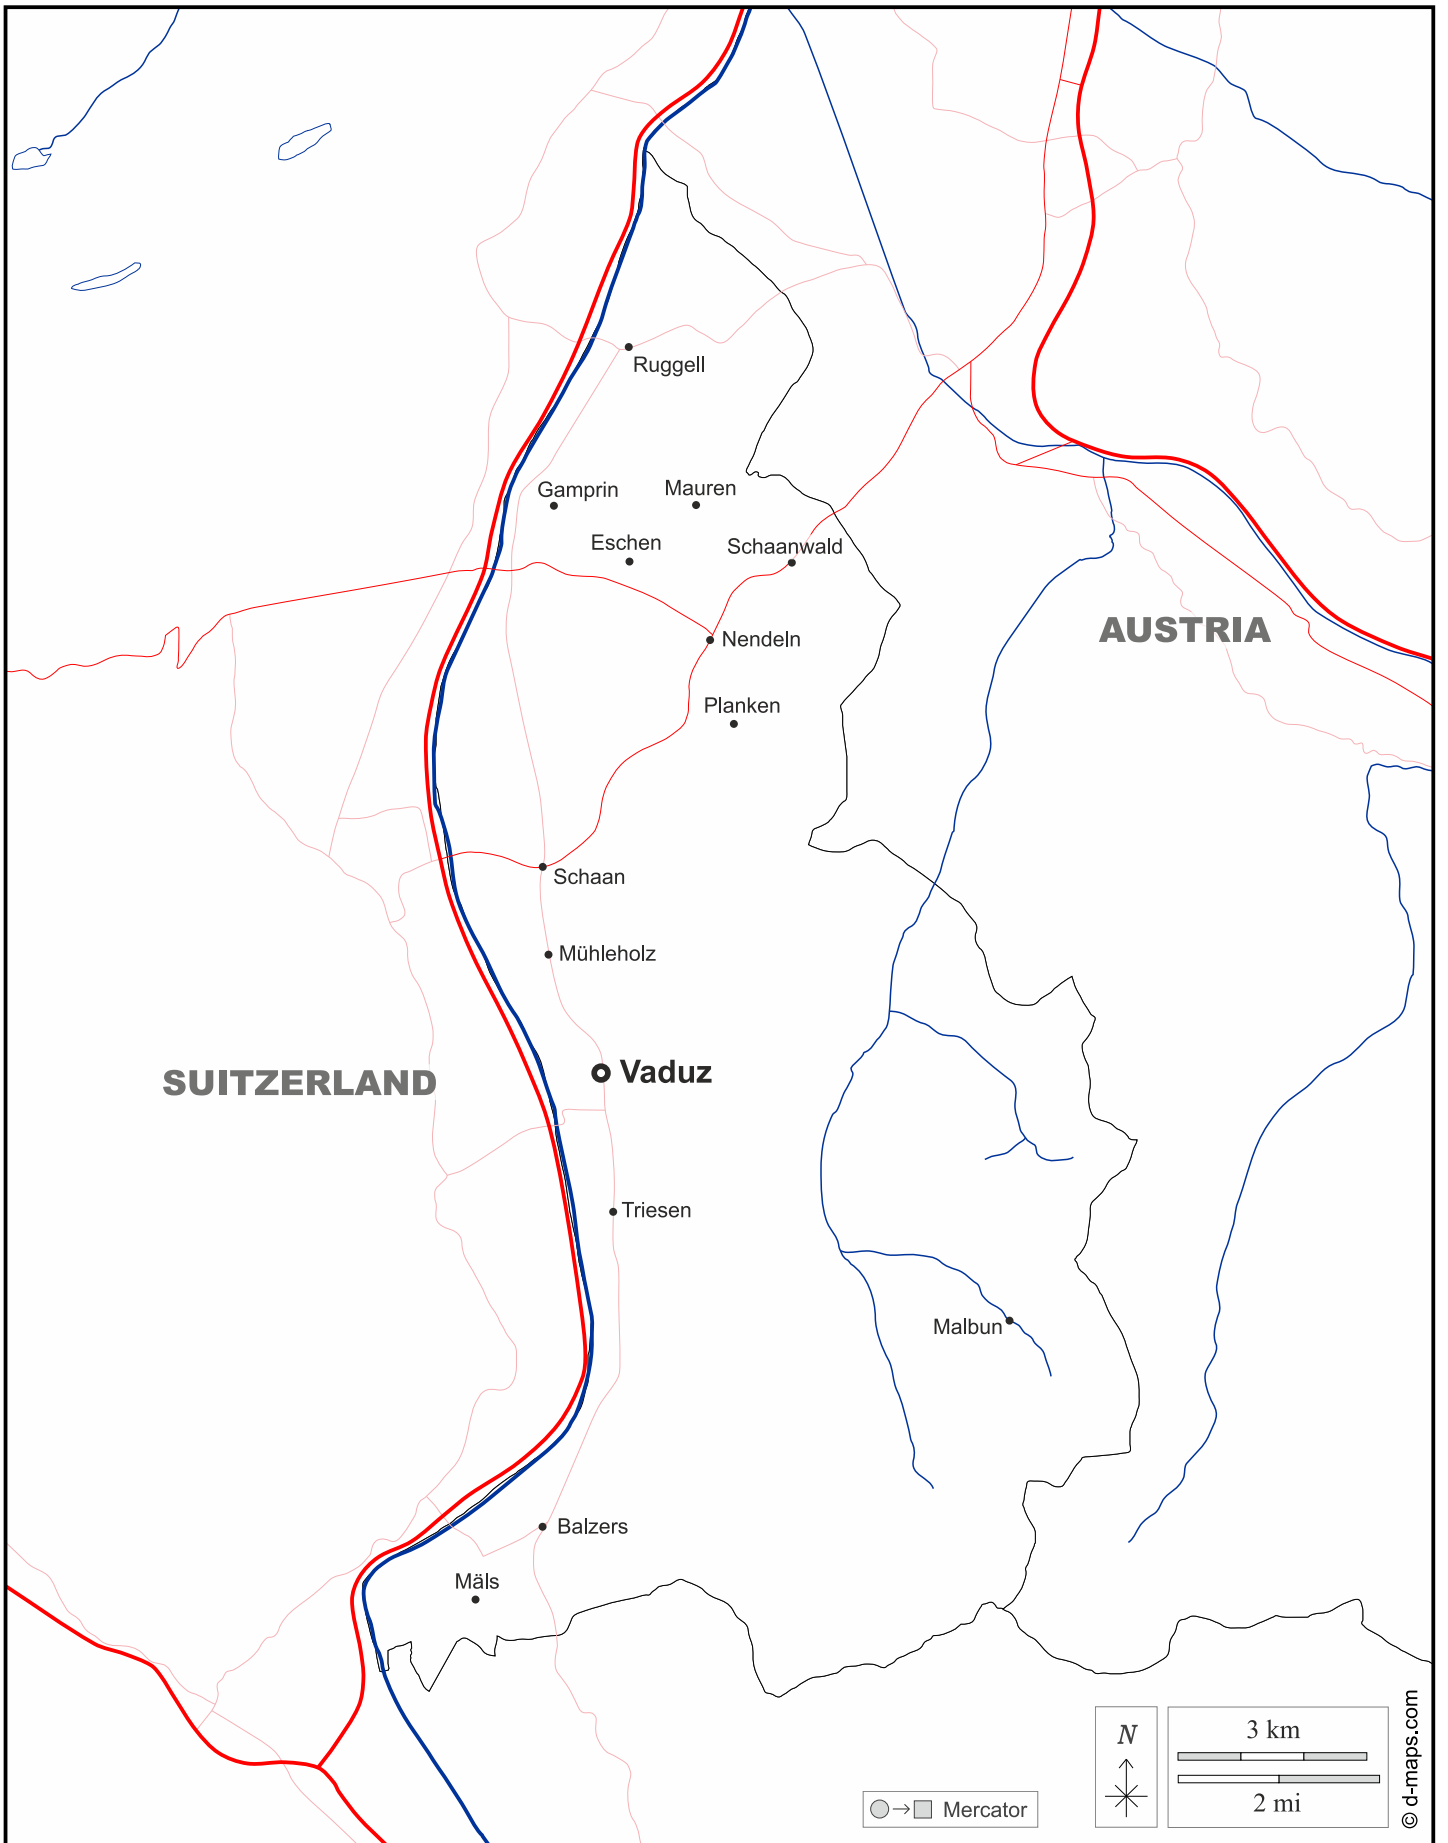 Ruggell
Gamprin
Mauren
Eschen
Schaanwald
AUSTRIA
Nendeln
Planken
Schaan
Mühleholz
SUITZERLAND
Vaduz
Triesen
Malbun
Balzers
Mäls
N
3 km
2 mi
Mercator
© d-maps.com